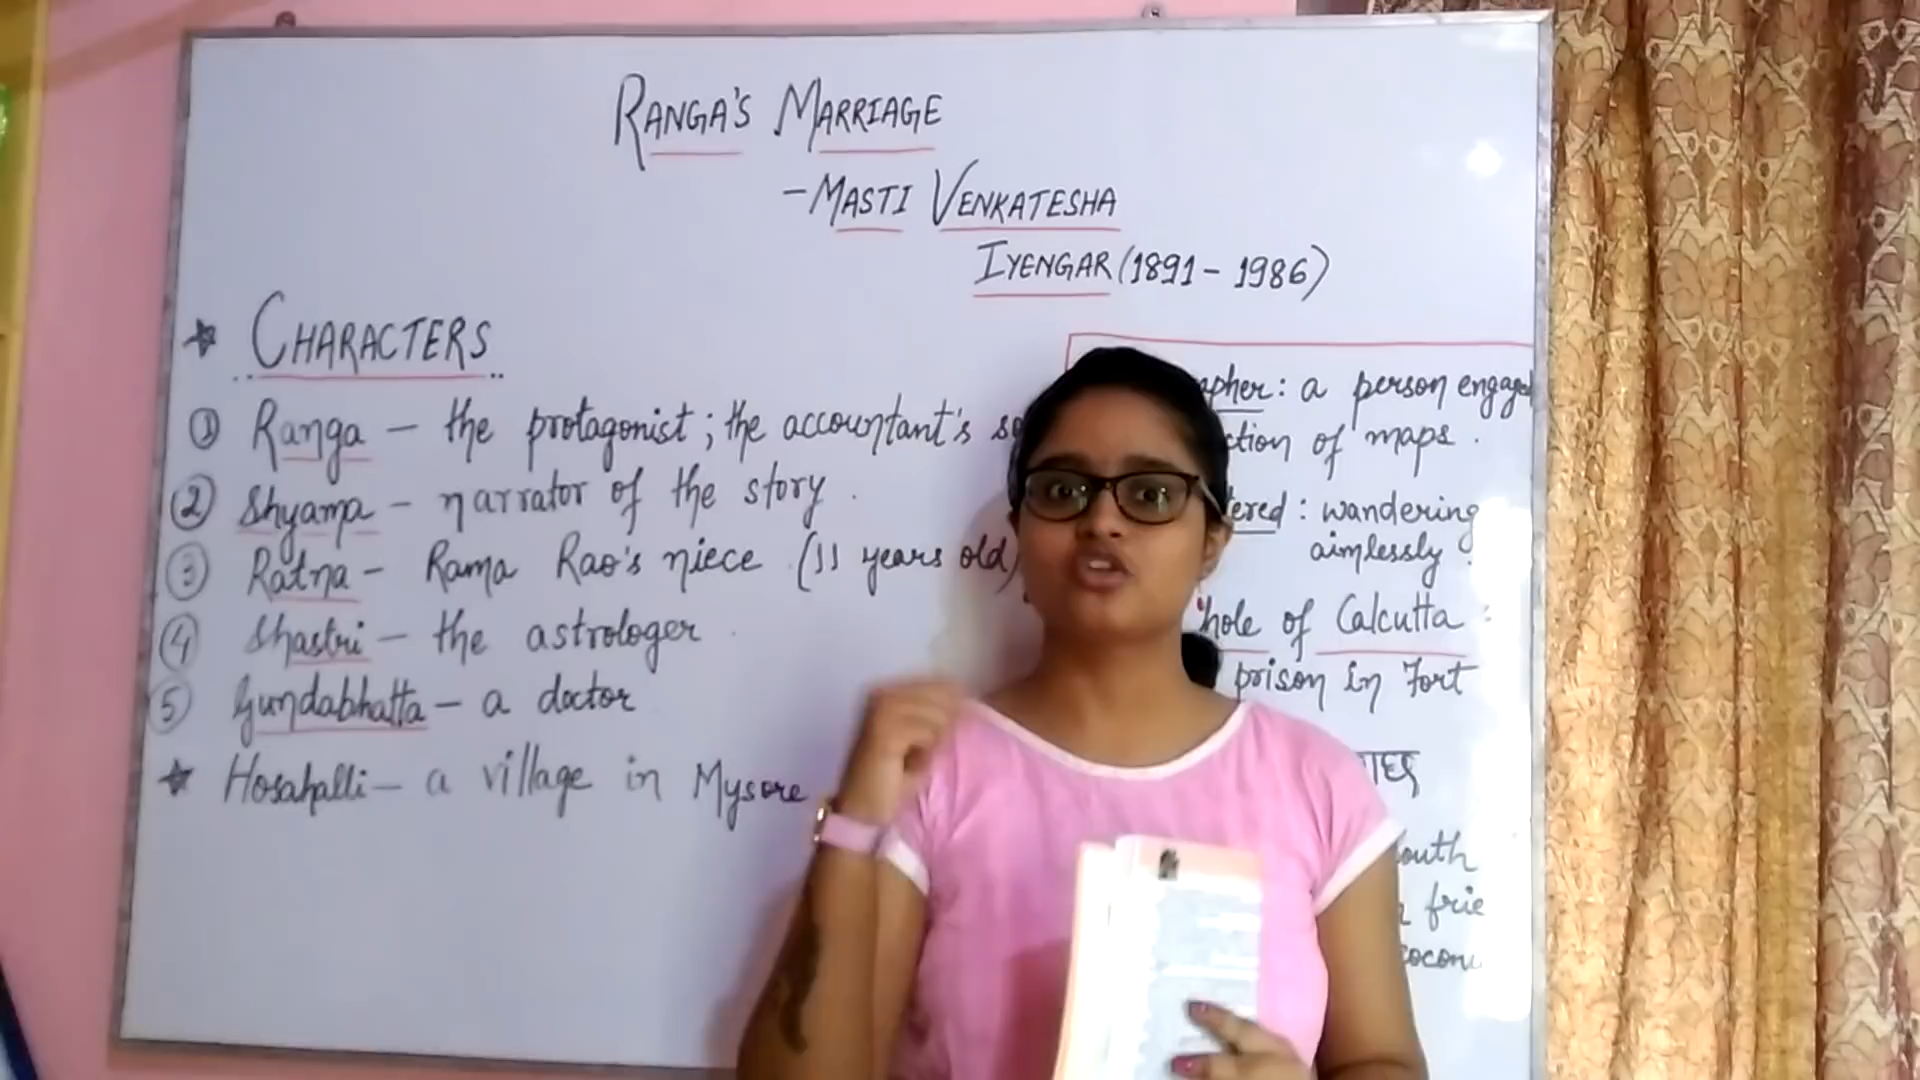 RANGA'S MARRIAGE
- MASTI VENKATESHA
IYENGAR (1891 - 1986)
CHARACTERS
① Ranga - the protagonist; the accountant's
② Shyama - narrator of the story.
③ Ratna - Rama Rao's niece (11 years old)
④ Shastri - the astrologer
⑤ Gundabhatta - a doctor
Hosahalli - a village in Mysore
: a person engaged
of maps.
: wandering
aimlessly.
hole of Calcutta:
prison in Fort